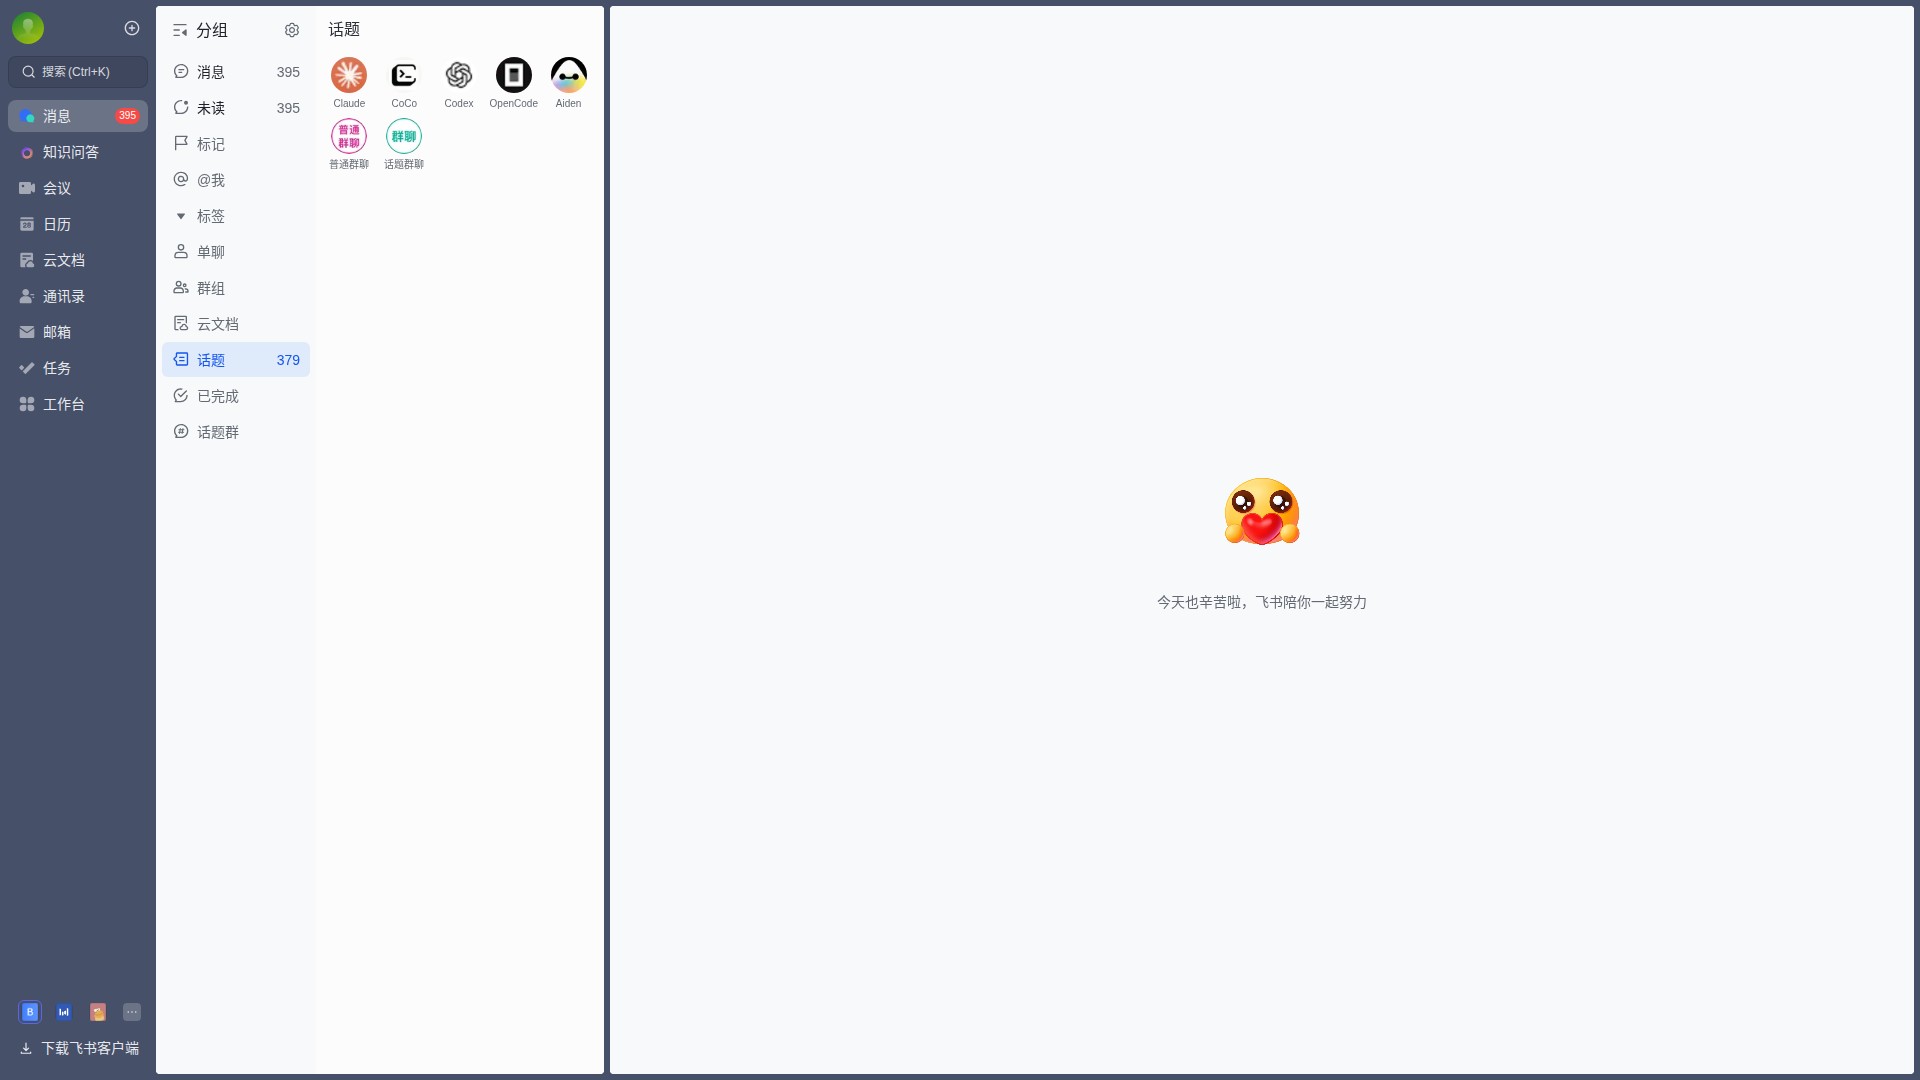 搜索 (Ctrl+K)
消息 395
知识问答
会议
日历
云文档
通讯录
邮箱
任务
工作台
B
下载飞书客户端
分组
消息 395
未读 395
标记
@我
标签
单聊
群组
云文档
话题 379
已完成
话题群
话题
Claude CoCo Codex OpenCode Aiden
普通
群聊
群聊
普通群聊 话题群聊
今天也辛苦啦，飞书陪你一起努力